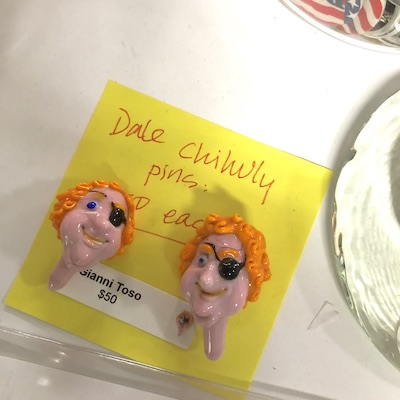 Dale Chihuly
pins.
each
Gianni Toso
$50